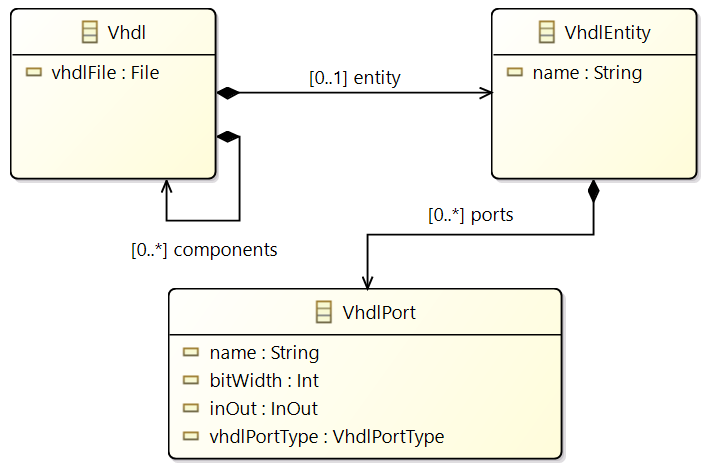 Vhdl
vhdlFile : File
VhdlEntity
name : String
[0..1] entity
[0..*] components
[0..*] ports
VhdlPort
name : String
bitWidth : Int
inOut : InOut
vhdlPortType : VhdlPortType